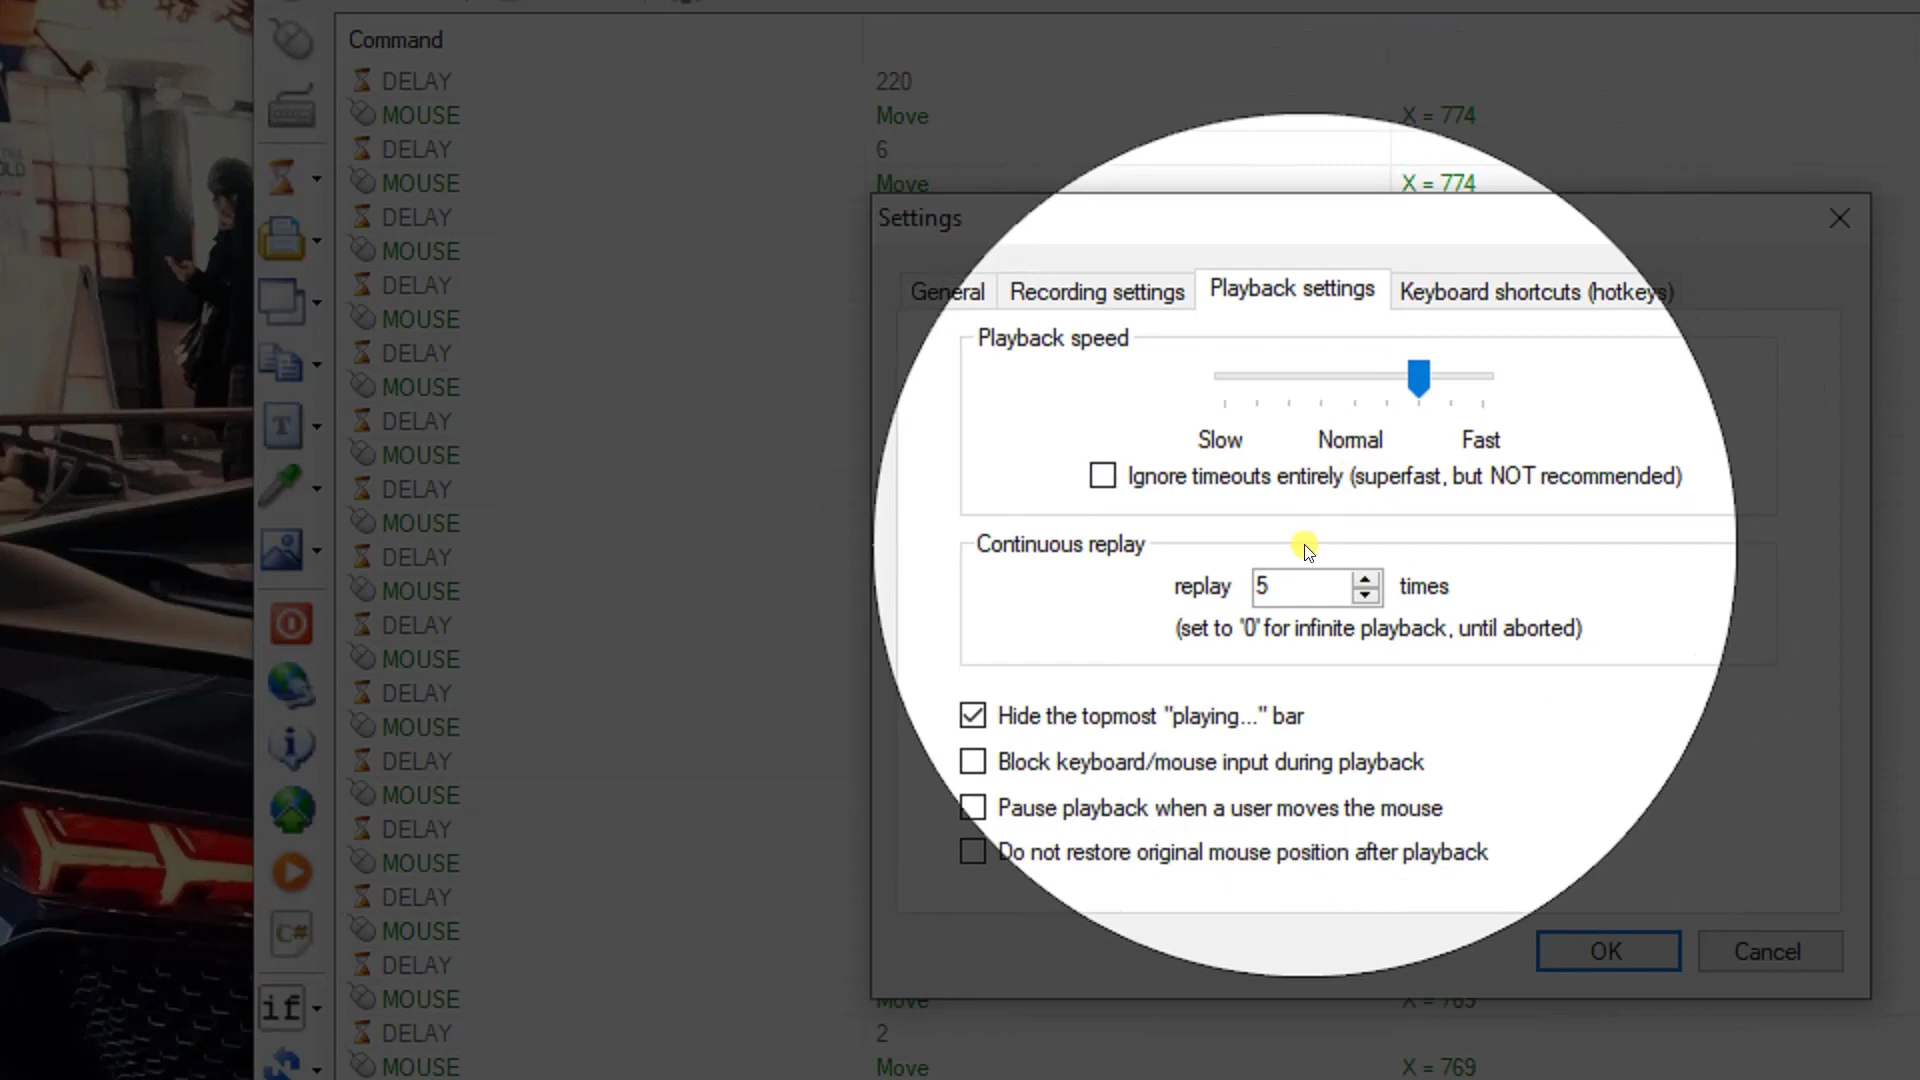 Command
DELAY 220
MOUSE Move X = 774
DELAY 6
MOUSE Move X = 774
DELAY
MOUSE
DELAY
MOUSE
DELAY
MOUSE
DELAY
MOUSE
DELAY
MOUSE
DELAY
MOUSE
DELAY
MOUSE
DELAY
MOUSE
DELAY
MOUSE
DELAY
MOUSE
DELAY
MOUSE
DELAY
MOUSE Move
DELAY 2
MOUSE Move X = 769
T
C#
if
Settings
General Recording settings Playback settings Keyboard shortcuts (hotkeys)
Playback speed
Slow Normal Fast
Ignore timeouts entirely (superfast, but NOT recommended)
Continuous replay
replay 5 times
(set to '0' for infinite playback, until aborted)
Hide the topmost "playing..." bar
Block keyboard/mouse input during playback
Pause playback when a user moves the mouse
Do not restore original mouse position after playback
OK Cancel